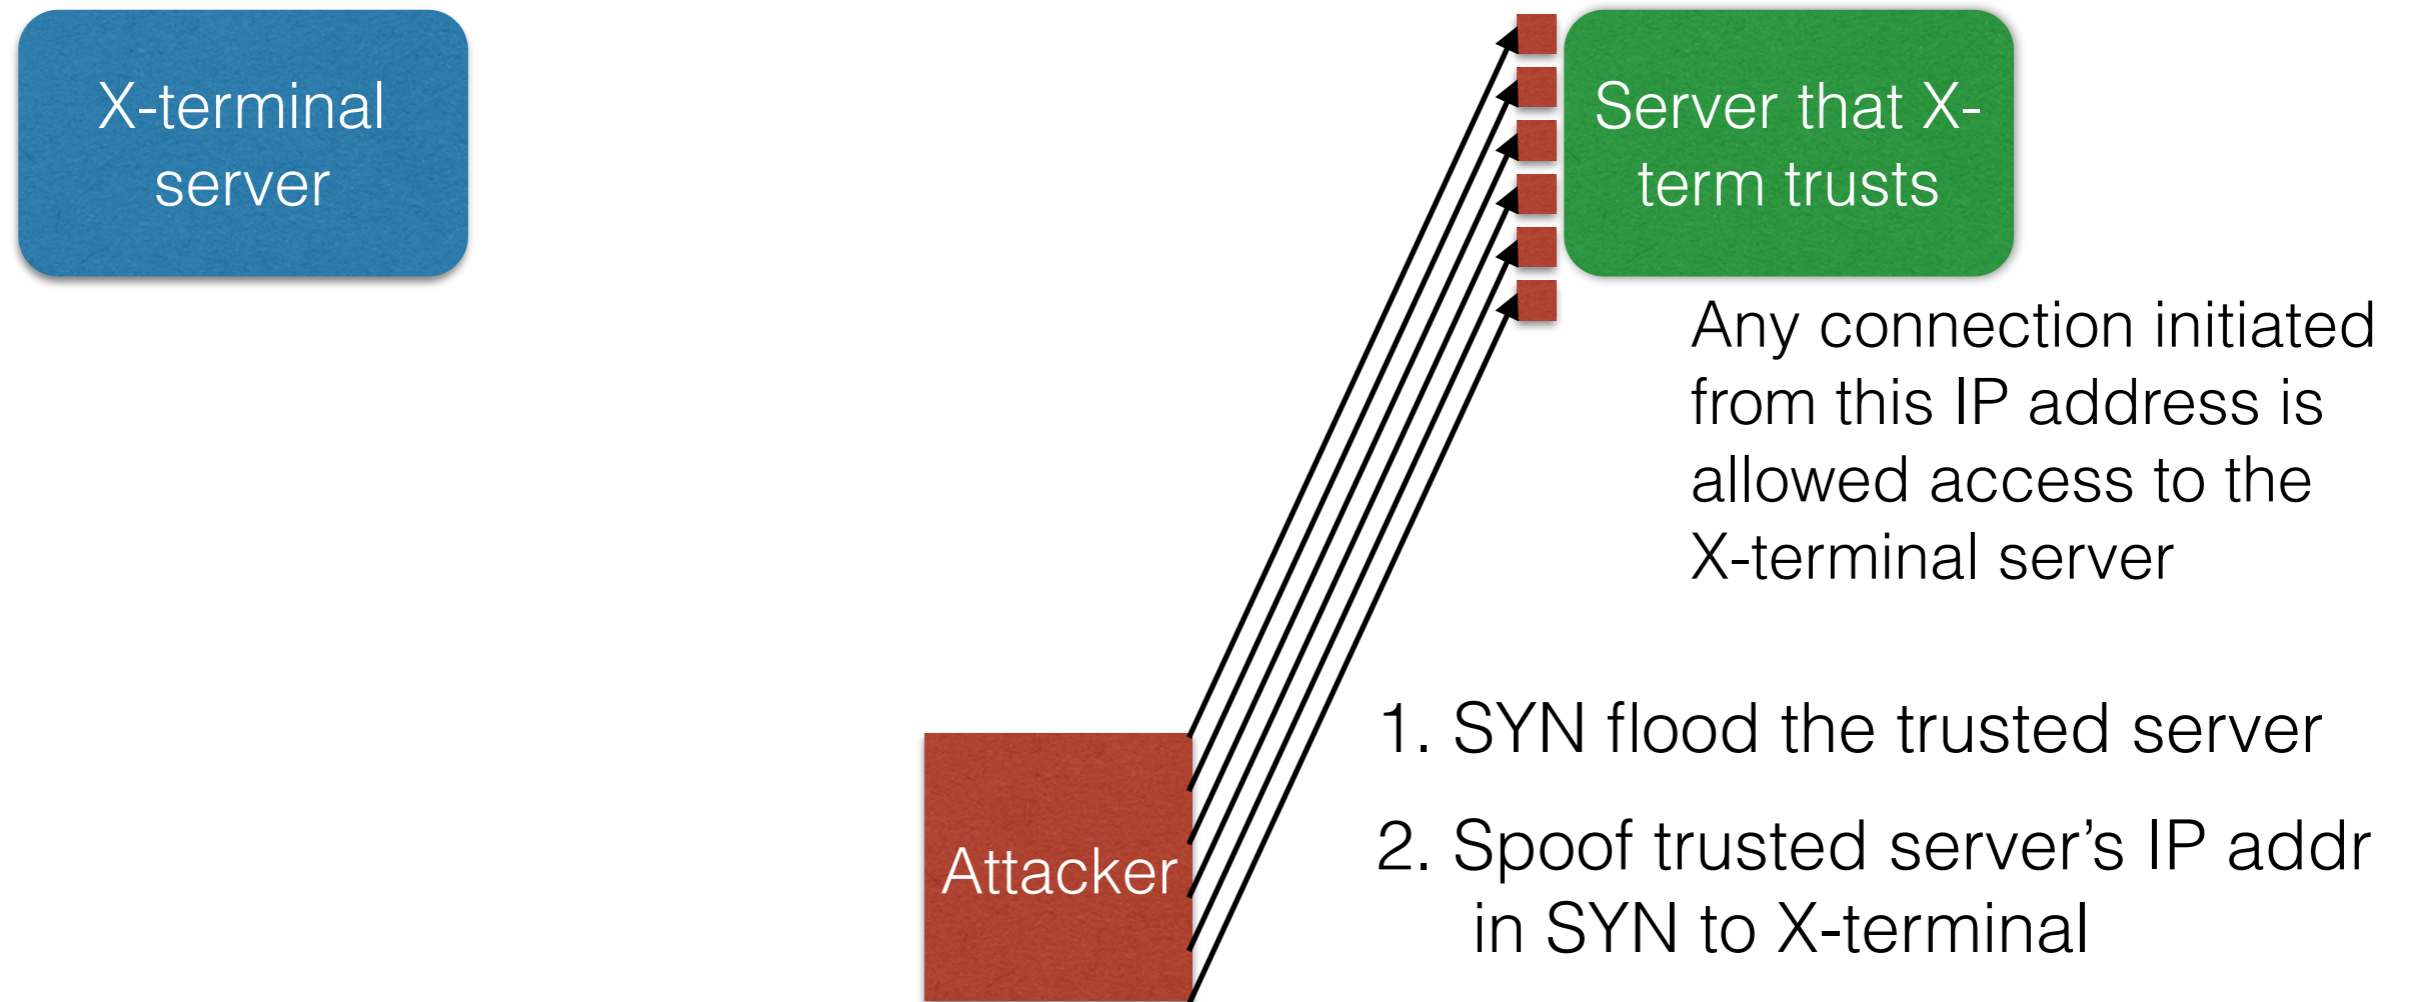 X-terminal
server
Server that X-
term trusts
Any connection initiated
from this IP address is
allowed access to the
X-terminal server
Attacker
1. SYN flood the trusted server
2. Spoof trusted server’s IP addr
in SYN to X-terminal